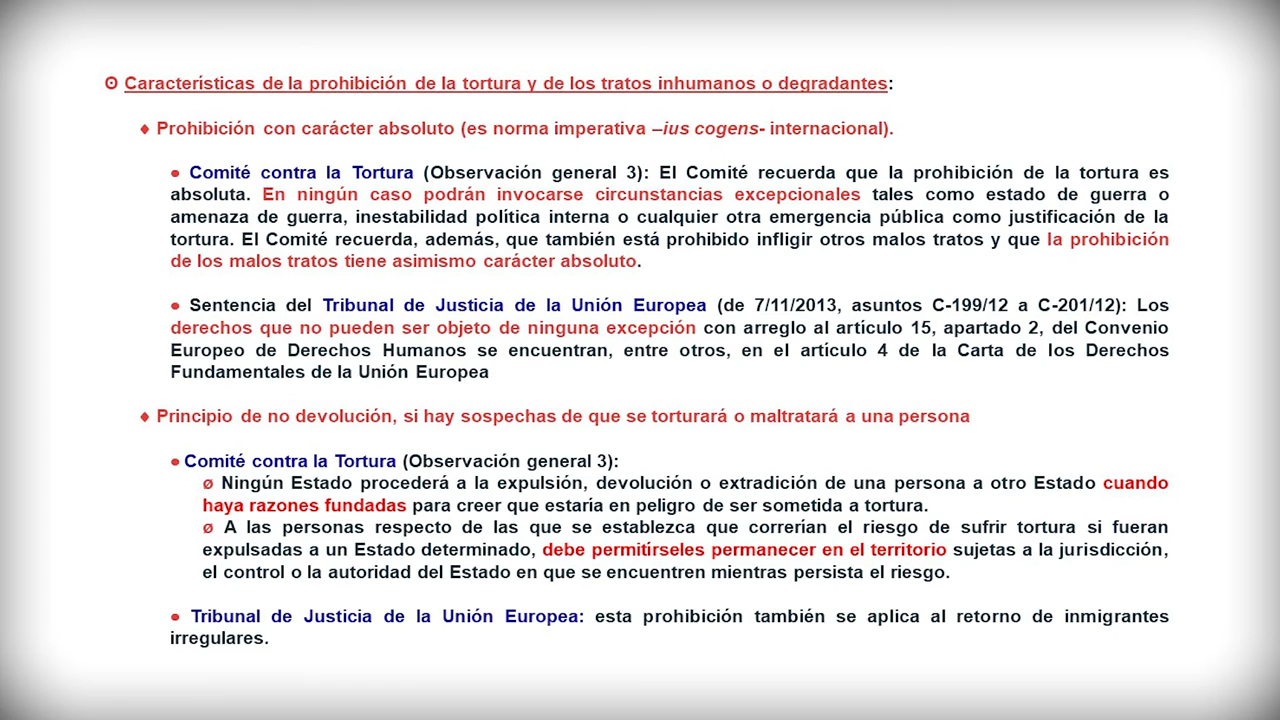 ʘ Características de la prohibición de la tortura y de los tratos inhumanos o degradantes:
♦ Prohibición con carácter absoluto (es norma imperativa –ius cogens- internacional).
● Comité contra la Tortura (Observación general 3): El Comité recuerda que la prohibición de la tortura es
absoluta. En ningún caso podrán invocarse circunstancias excepcionales tales como estado de guerra o
amenaza de guerra, inestabilidad política interna o cualquier otra emergencia pública como justificación de la
tortura. El Comité recuerda, además, que también está prohibido infligir otros malos tratos y que la prohibición
de los malos tratos tiene asimismo carácter absoluto.
● Sentencia del Tribunal de Justicia de la Unión Europea (de 7/11/2013, asuntos C-199/12 a C-201/12): Los
derechos que no pueden ser objeto de ninguna excepción con arreglo al artículo 15, apartado 2, del Convenio
Europeo de Derechos Humanos se encuentran, entre otros, en el artículo 4 de la Carta de los Derechos
Fundamentales de la Unión Europea
♦ Principio de no devolución, si hay sospechas de que se torturará o maltratará a una persona
● Comité contra la Tortura (Observación general 3):
ø Ningún Estado procederá a la expulsión, devolución o extradición de una persona a otro Estado cuando
haya razones fundadas para creer que estaría en peligro de ser sometida a tortura.
ø A las personas respecto de las que se establezca que correrían el riesgo de sufrir tortura si fueran
expulsadas a un Estado determinado, debe permitírseles permanecer en el territorio sujetas a la jurisdicción,
el control o la autoridad del Estado en que se encuentren mientras persista el riesgo.
● Tribunal de Justicia de la Unión Europea: esta prohibición también se aplica al retorno de inmigrantes
irregulares.